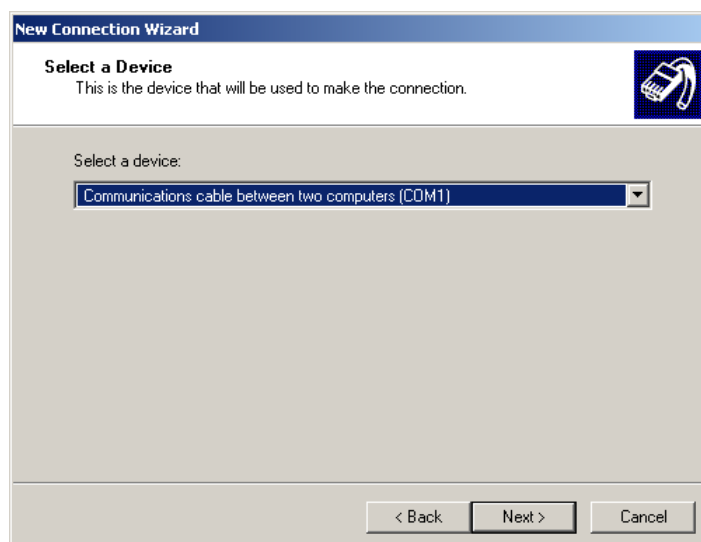 New Connection Wizard
Select a Device
This is the device that will be used to make the connection.
Select a device:
Communications cable between two computers (COM1)
< Back
Next >
Cancel